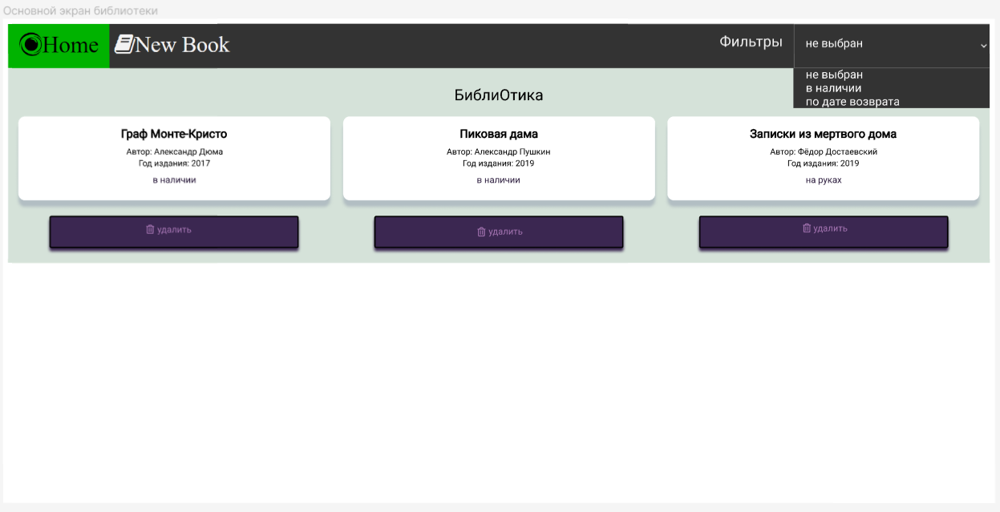 Основной экран библиотеки
Home New Book Фильтры не выбран
не выбран
в наличии
по дате возврата
БиблиОтика
Граф Монте-Кристо
Автор: Александр Дюма
Год издания: 2017
в наличии
удалить
Пиковая дама
Автор: Александр Пушкин
Год издания: 2019
в наличии
удалить
Записки из мертвого дома
Автор: Фёдор Достаевский
Год издания: 2019
на руках
удалить